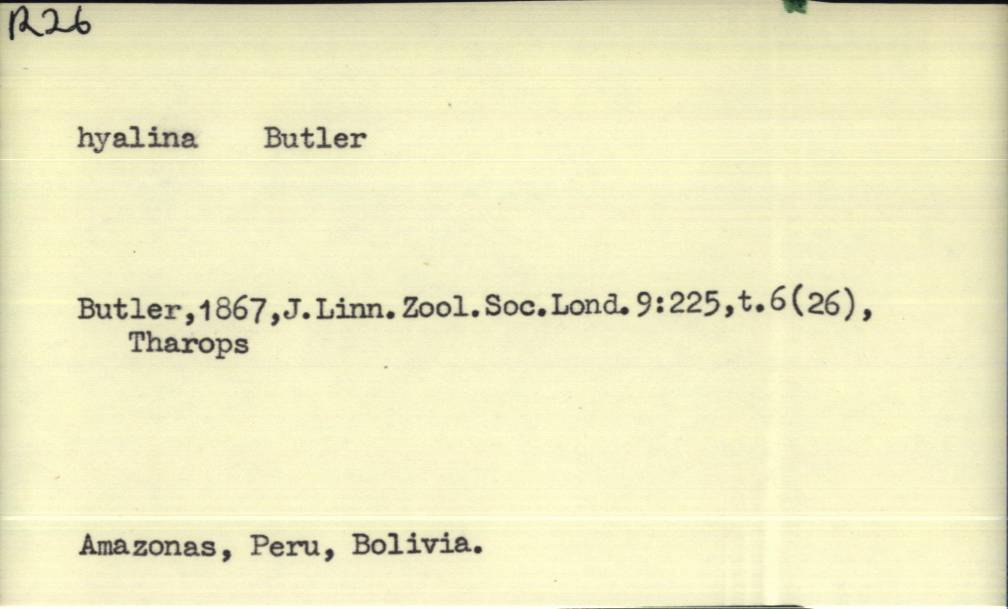 R26
hyalina Butler
Butler,1867,J.Linn.Zool.Soc.Lond.9:225,t.6(26),
Tharops
Amazonas, Peru, Bolivia.